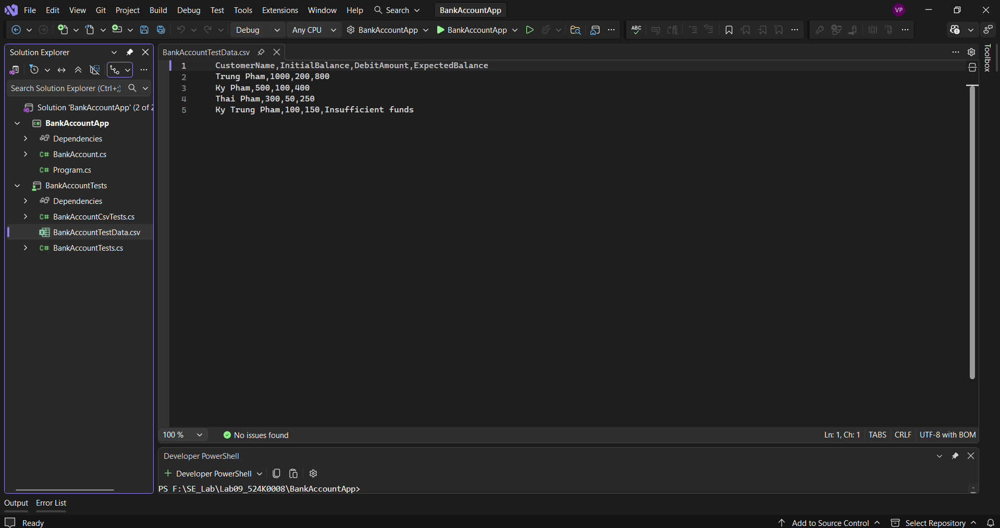 File Edit View Git Project Build Debug Test Tools Extensions Window Help Search BankAccountApp VP
Debug Any CPU BankAccountApp BankAccountApp ABC
Solution Explorer
Search Solution Explorer (Ctrl+;)
Solution 'BankAccountApp' (2 of 2
BankAccountApp
Dependencies
C# BankAccount.cs
C# Program.cs
BankAccountTests
Dependencies
C# BankAccountCsvTests.cs
BankAccountTestData.csv
C# BankAccountTests.cs
BankAccountTestData.csv
1 CustomerName,InitialBalance,DebitAmount,ExpectedBalance
2 Trung Pham,1000,200,800
3 Ky Pham,500,100,400
4 Thai Pham,300,50,250
5 Ky Trung Pham,100,150,Insufficient funds
Toolbox
100 % No issues found Ln: 1, Ch: 1 TABS CRLF UTF-8 with BOM
Developer PowerShell
Developer PowerShell
PS F:\SE_Lab\Lab09_524K0008\BankAccountApp>
Output Error List
Ready Add to Source Control Select Repository